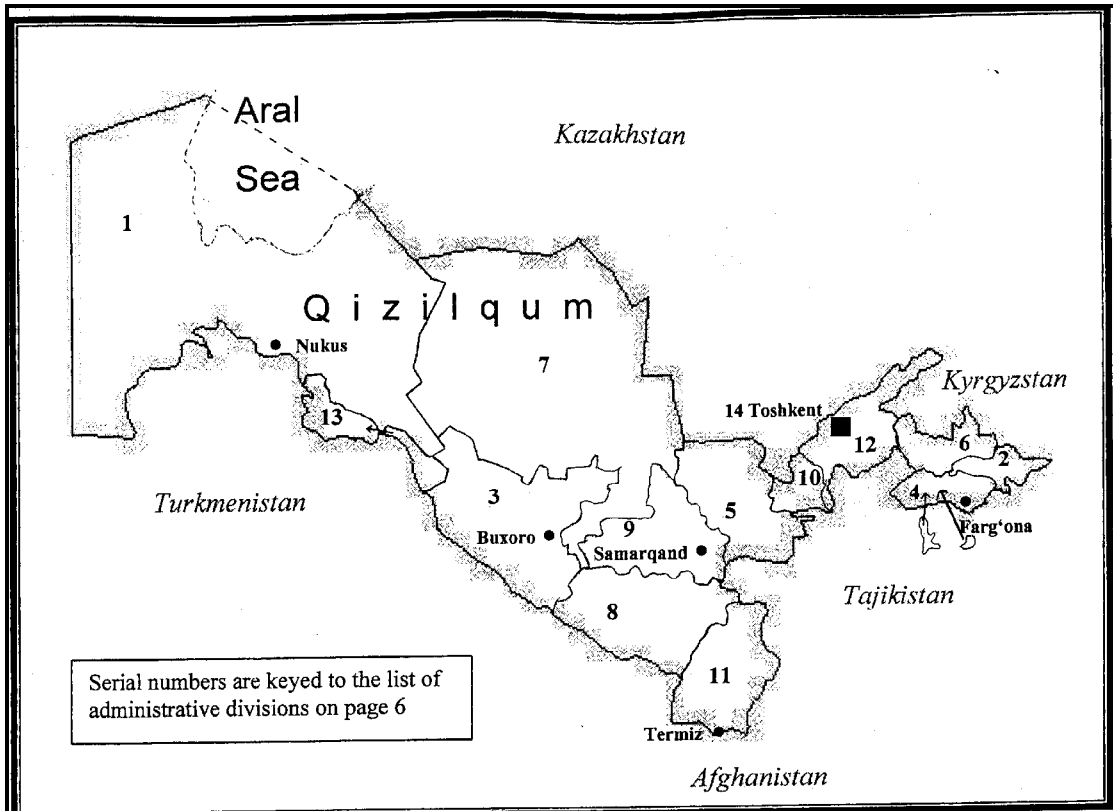 Aral
Sea
Kazakhstan
1
Qizilqum
Nukus
7
Kyrgyzstan
14 Toshkent
13
12
6
2
10
4
3
5
Turkmenistan
Farg‘ona
Buxoro
9
Samarqand
Tajikistan
8
11
Serial numbers are keyed to the list of
administrative divisions on page 6
Termiz
Afghanistan